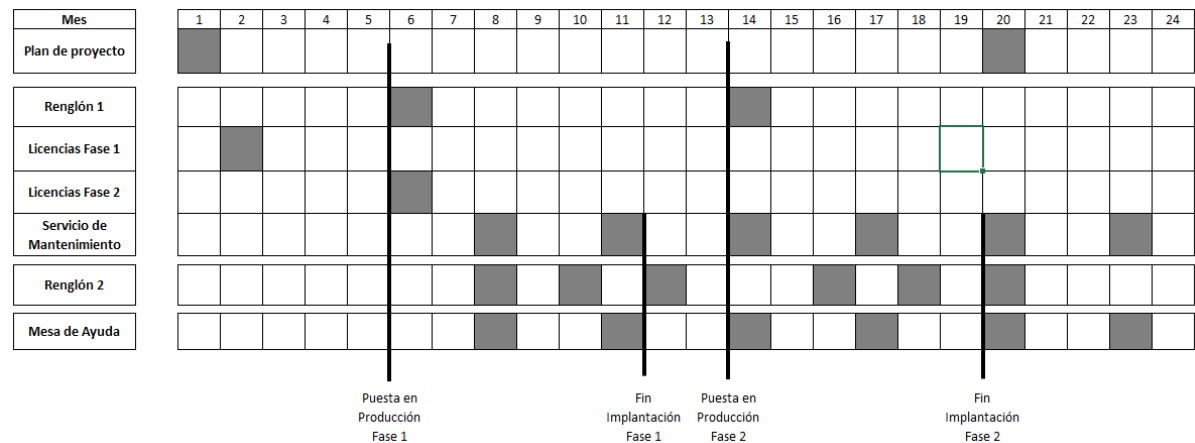 Mes 1 2 3 4 5 6 7 8 9 10 11 12 13 14 15 16 17 18 19 20 21 22 23 24
Plan de proyecto
Renglón 1
Licencias Fase 1
Licencias Fase 2
Servicio de
Mantenimiento
Renglón 2
Mesa de Ayuda
Puesta en
Producción
Fase 1
Fin
Implantación
Fase 1
Puesta en
Producción
Fase 2
Fin
Implantación
Fase 2